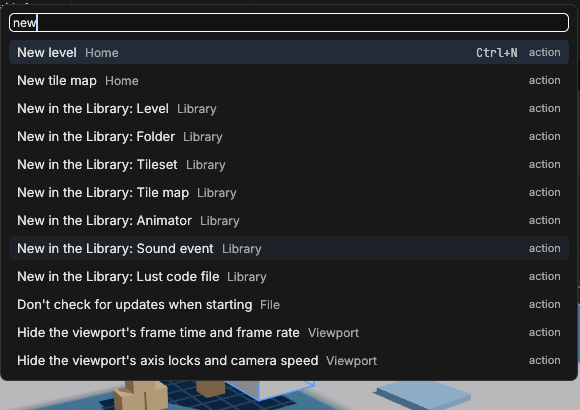 new
New level Home Ctrl+N action
New tile map Home action
New in the Library: Level Library action
New in the Library: Folder Library action
New in the Library: Tileset Library action
New in the Library: Tile map Library action
New in the Library: Animator Library action
New in the Library: Sound event Library action
New in the Library: Lust code file Library action
Don't check for updates when starting File action
Hide the viewport's frame time and frame rate Viewport action
Hide the viewport's axis locks and camera speed Viewport action